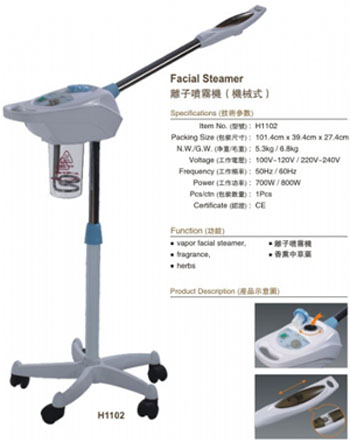 Facial Steamer
離子噴霧機 ( 機械式 )
Specifications (技術參數)
Item No. (型號) : H1102
Packing Size (包裝尺寸) : 101.4cm x 39.4cm x 27.4cm
N.W./G.W. (净重/毛重) : 5.3kg / 6.8kg
Voltage (工作電壓) : 100V~120V / 220V~240V
Frequency (工作頻率) : 50Hz / 60Hz
Power (工作功率) : 700W / 800W
Pcs/ctn (包裝數量) : 1Pcs
Certificate (認證) : CE
Function (功能)
• vapor facial steamer,
• fragrance,
• herbs
• 離子噴霧機
• 香薰中草藥
Product Description (產品示意圖)
H1102